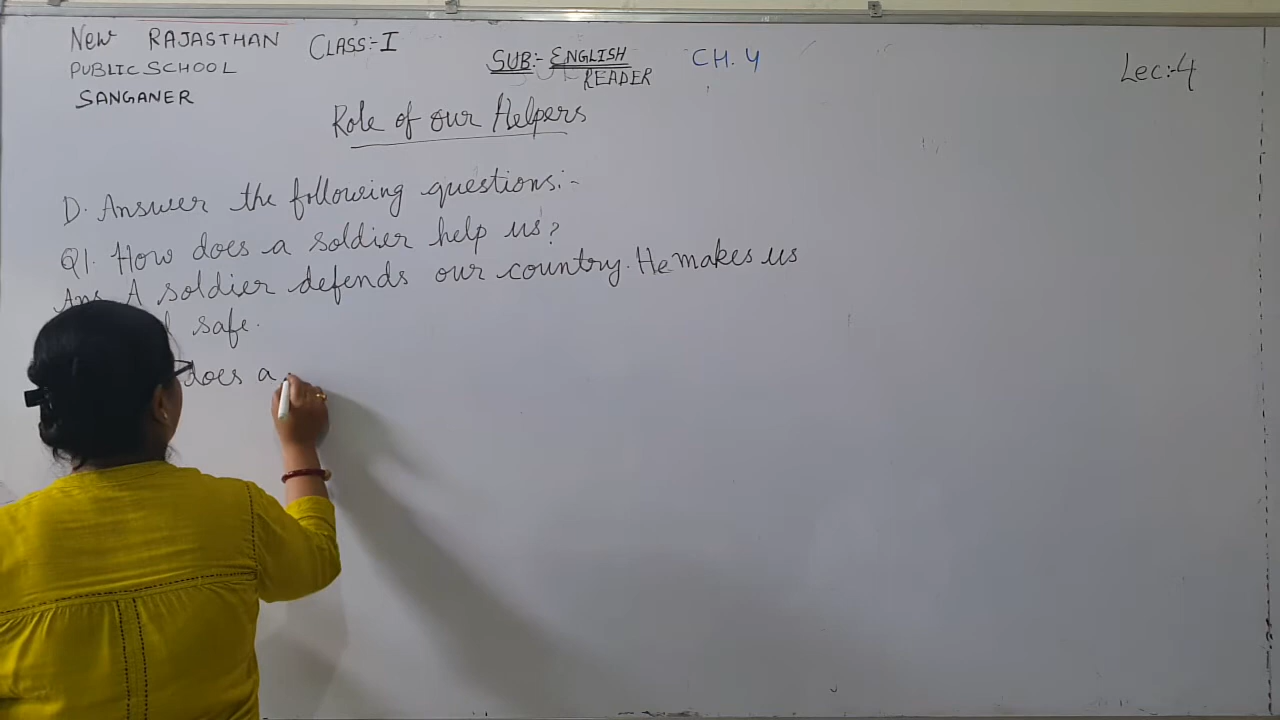 New RAJASTHAN CLASS:-I SUB:- ENGLISH CH. 4 Lec:-4
PUBLIC SCHOOL READER
SANGANER
Role of our Helpers
D. Answer the following questions:-
Q1. How does a soldier help us?
Ans. A soldier defends our country. He makes us
safe.
does a